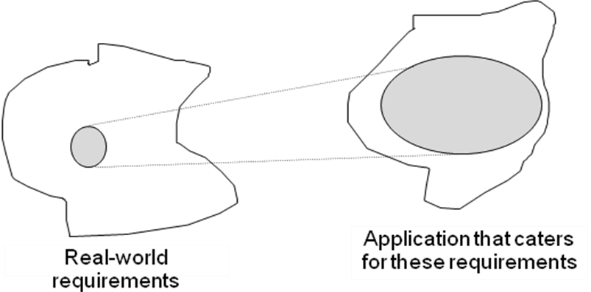 Real-world
requirements
Application that caters
for these requirements